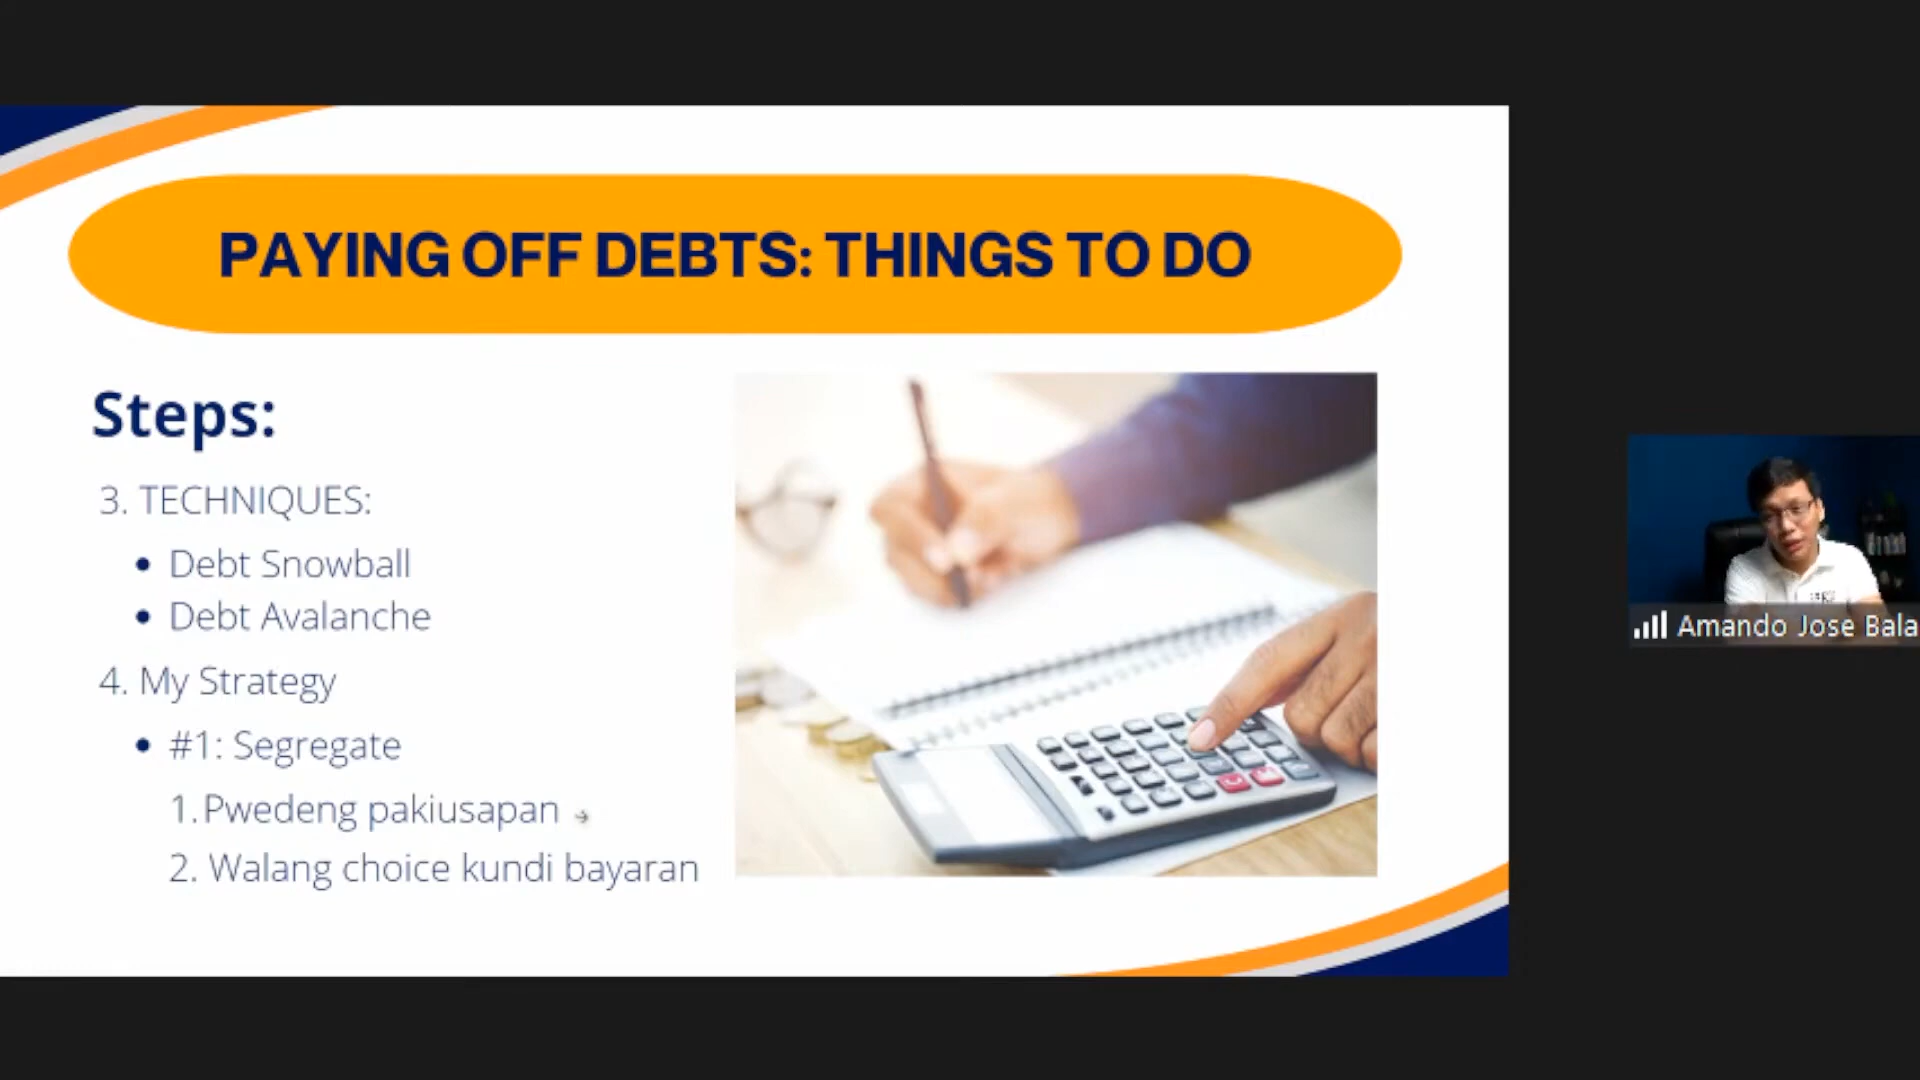 PAYING OFF DEBTS: THINGS TO DO
Steps:
3. TECHNIQUES:
• Debt Snowball
• Debt Avalanche
4. My Strategy
• #1: Segregate
1. Pwedeng pakiusapan
2. Walang choice kundi bayaran
Amando Jose Bala